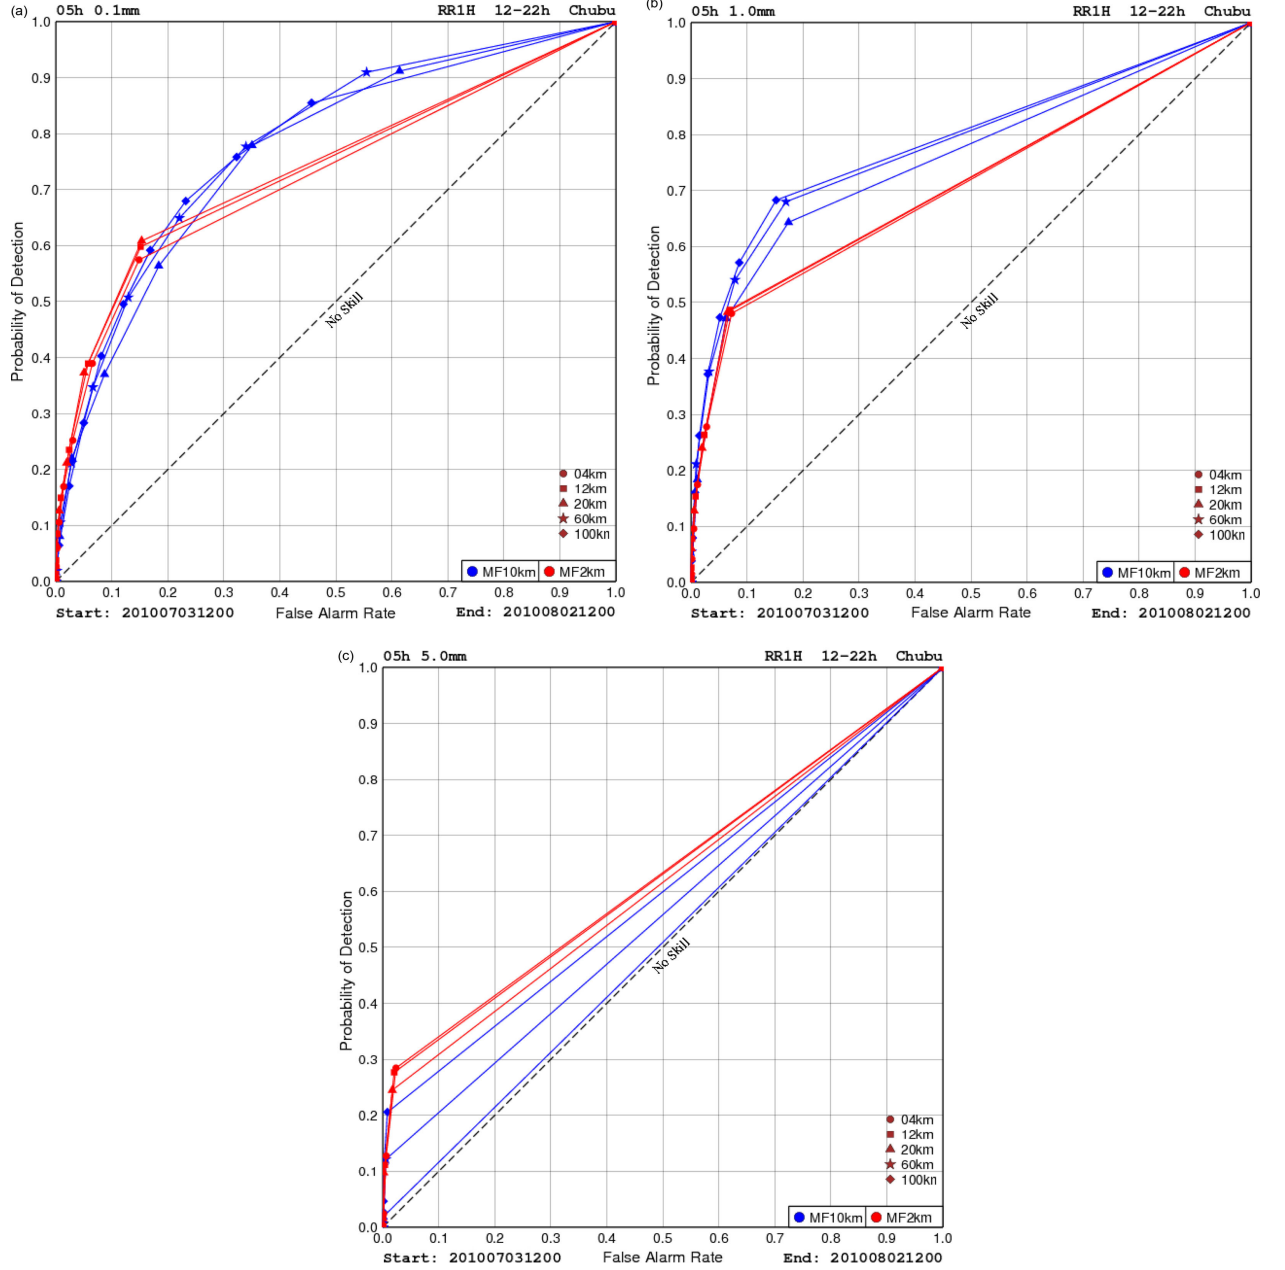 (a) 05h 0.1mm RR1H 12-22h Chubu
1.0
0.9
0.8
0.7
0.6
0.5
0.4
0.3
0.2
0.1
0.0
Probability of Detection
No Skill
04km
12km
20km
60km
100km
MF10km MF2km
0.0 0.1 0.2 0.3 0.4 0.5 0.6 0.7 0.8 0.9 1.0
Start: 201007031200 False Alarm Rate End: 201008021200
(b) 05h 1.0mm RR1H 12-22h Chubu
1.0
0.9
0.8
0.7
0.6
0.5
0.4
0.3
0.2
0.1
0.0
Probability of Detection
No Skill
04km
12km
20km
60km
100km
MF10km MF2km
0.0 0.1 0.2 0.3 0.4 0.5 0.6 0.7 0.8 0.9 1.0
Start: 201007031200 False Alarm Rate End: 201008021200
(c) 05h 5.0mm RR1H 12-22h Chubu
1.0
0.9
0.8
0.7
0.6
0.5
0.4
0.3
0.2
0.1
0.0
Probability of Detection
No Skill
04km
12km
20km
60km
100km
MF10km MF2km
0.0 0.1 0.2 0.3 0.4 0.5 0.6 0.7 0.8 0.9 1.0
Start: 201007031200 False Alarm Rate End: 201008021200